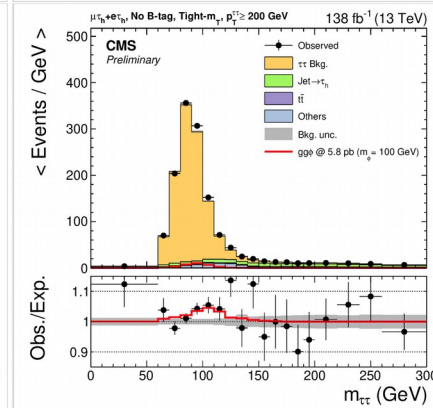 μτh+eτh, No B-tag, Tight-mT, pTττ ≥ 200 GeV 138 fb-1 (13 TeV)
< Events / GeV >
500
400
300
200
100
0
CMS
Preliminary
Observed
ττ Bkg.
Jet→τh
tt̄
Others
Bkg. unc.
ggϕ @ 5.8 pb (mϕ = 100 GeV)
Obs./Exp.
1.1
1
0.9
0 50 100 150 200 250 300
mττ (GeV)